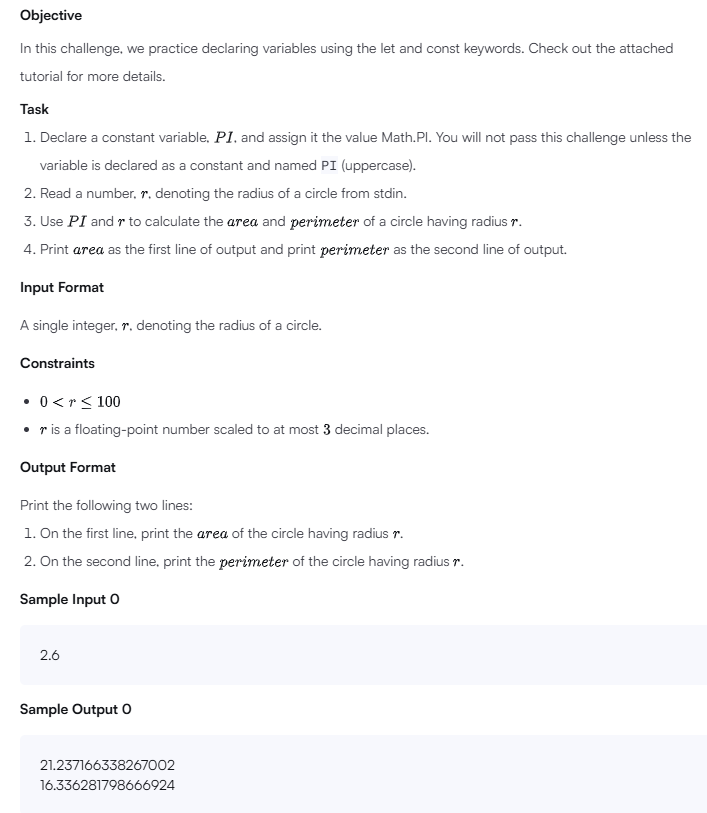 Objective
In this challenge, we practice declaring variables using the let and const keywords. Check out the attached
tutorial for more details.
Task
1. Declare a constant variable, PI, and assign it the value Math.PI. You will not pass this challenge unless the
variable is declared as a constant and named PI (uppercase).
2. Read a number, r, denoting the radius of a circle from stdin.
3. Use PI and r to calculate the area and perimeter of a circle having radius r.
4. Print area as the first line of output and print perimeter as the second line of output.
Input Format
A single integer, r, denoting the radius of a circle.
Constraints
• 0 < r ≤ 100
• r is a floating-point number scaled to at most 3 decimal places.
Output Format
Print the following two lines:
1. On the first line, print the area of the circle having radius r.
2. On the second line, print the perimeter of the circle having radius r.
Sample Input 0
2.6
Sample Output 0
21.237166338267002
16.336281798666924